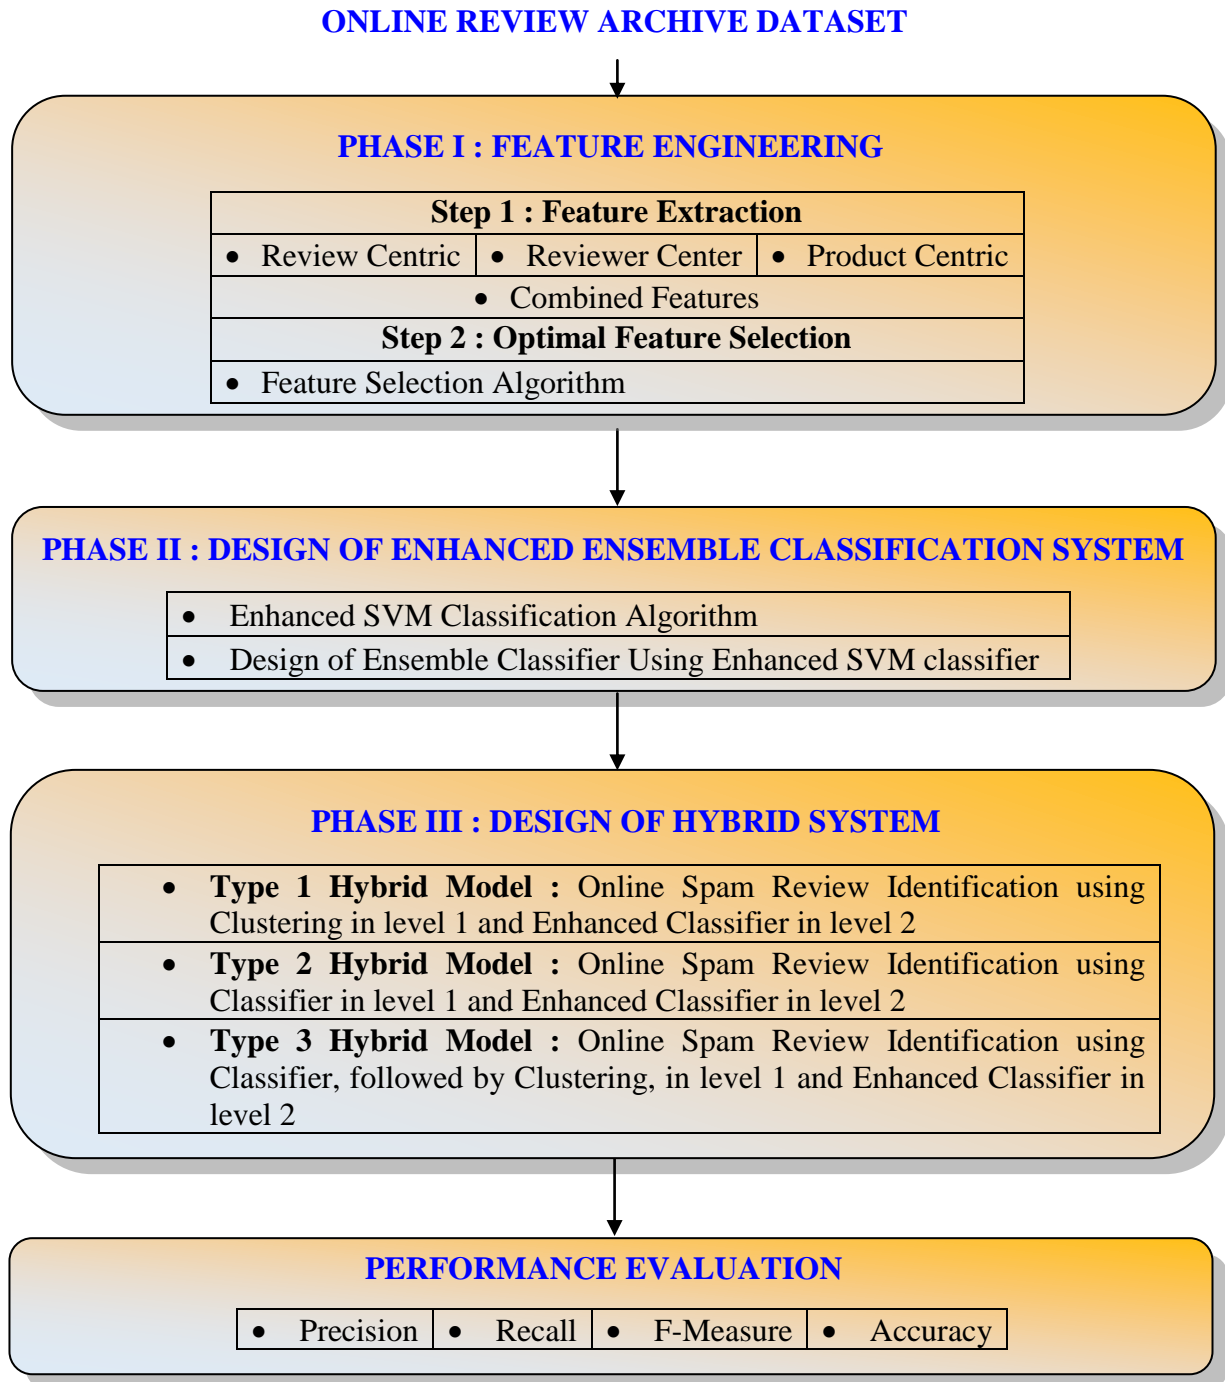 ONLINE REVIEW ARCHIVE DATASET
PHASE I : FEATURE ENGINEERING
Step 1 : Feature Extraction
• Review Centric • Reviewer Center • Product Centric
• Combined Features
Step 2 : Optimal Feature Selection
• Feature Selection Algorithm
PHASE II : DESIGN OF ENHANCED ENSEMBLE CLASSIFICATION SYSTEM
• Enhanced SVM Classification Algorithm
• Design of Ensemble Classifier Using Enhanced SVM classifier
PHASE III : DESIGN OF HYBRID SYSTEM
• Type 1 Hybrid Model : Online Spam Review Identification using
Clustering in level 1 and Enhanced Classifier in level 2
• Type 2 Hybrid Model : Online Spam Review Identification using
Classifier in level 1 and Enhanced Classifier in level 2
• Type 3 Hybrid Model : Online Spam Review Identification using
Classifier, followed by Clustering, in level 1 and Enhanced Classifier in
level 2
PERFORMANCE EVALUATION
• Precision • Recall • F-Measure • Accuracy